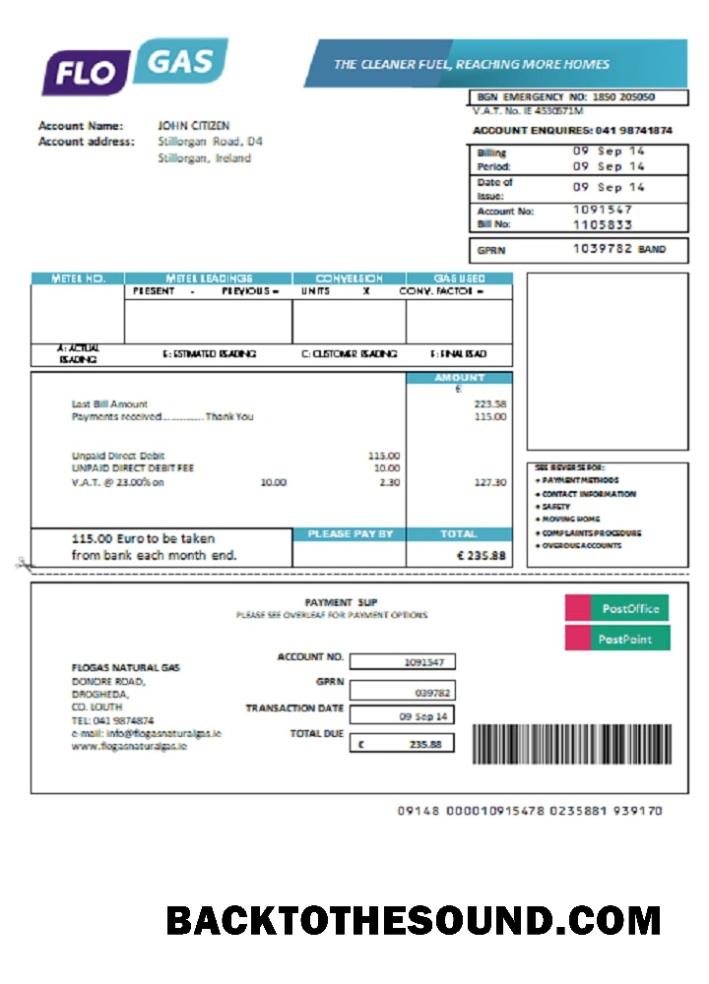 FLO GAS
THE CLEANER FUEL, REACHING MORE HOMES
BGN EMERGENCY NO: 1850 205050
V.A.T. No. IE 4530571M
ACCOUNT ENQUIRES: 041 98741874
Account Name: JOHN CITIZEN
Account address: Stillorgan Road, D4
Stillorgan, Ireland
Billing 09 Sep 14
Period: 09 Sep 14
Date of
Issue: 09 Sep 14
Account No: 1091547
Bill No: 1105833
GPRN 1039782 BAND
METEL NO. METEL LEADINGS CONVELSION GAS USED
PRESENT - PREVIOUS = UNITS X CONV. FACTOR =
A: ACTUAL
READING
E: ESTIMATED READING C: CUSTOMER READING F: FINAL READ
AMOUNT
€
Last Bill Amount 223.58
Payments received.............. Thank You 115.00
Unpaid Direct Debit 115.00
UNPAID DIRECT DEBIT FEE 10.00
V.A.T. @ 23.00% on 10.00 2.30 127.30
115.00 Euro to be taken
from bank each month end.
PLEASE PAY BY TOTAL
€ 235.88
SEE REVERSE FOR:
• PAYMENT METHODS
• CONTACT INFORMATION
• SAFETY
• MOVING HOME
• COMPLAINTS PROCEDURE
• OVERDUE ACCOUNTS
PAYMENT SLIP
PLEASE SEE OVERLEAF FOR PAYMENT OPTIONS
PostOffice
PostPoint
FLOGAS NATURAL GAS
DONORE ROAD,
DROGHEDA,
CO. LOUTH
TEL: 041 9874874
e-mail: info@flogasnaturalgas.ie
www.flogasnaturalgas.ie
ACCOUNT NO. 1091547
GPRN 039782
TRANSACTION DATE 09 Sep 14
TOTAL DUE € 235.88
09148 000010915478 0235881 939170
BACKTOTHESOUND.COM